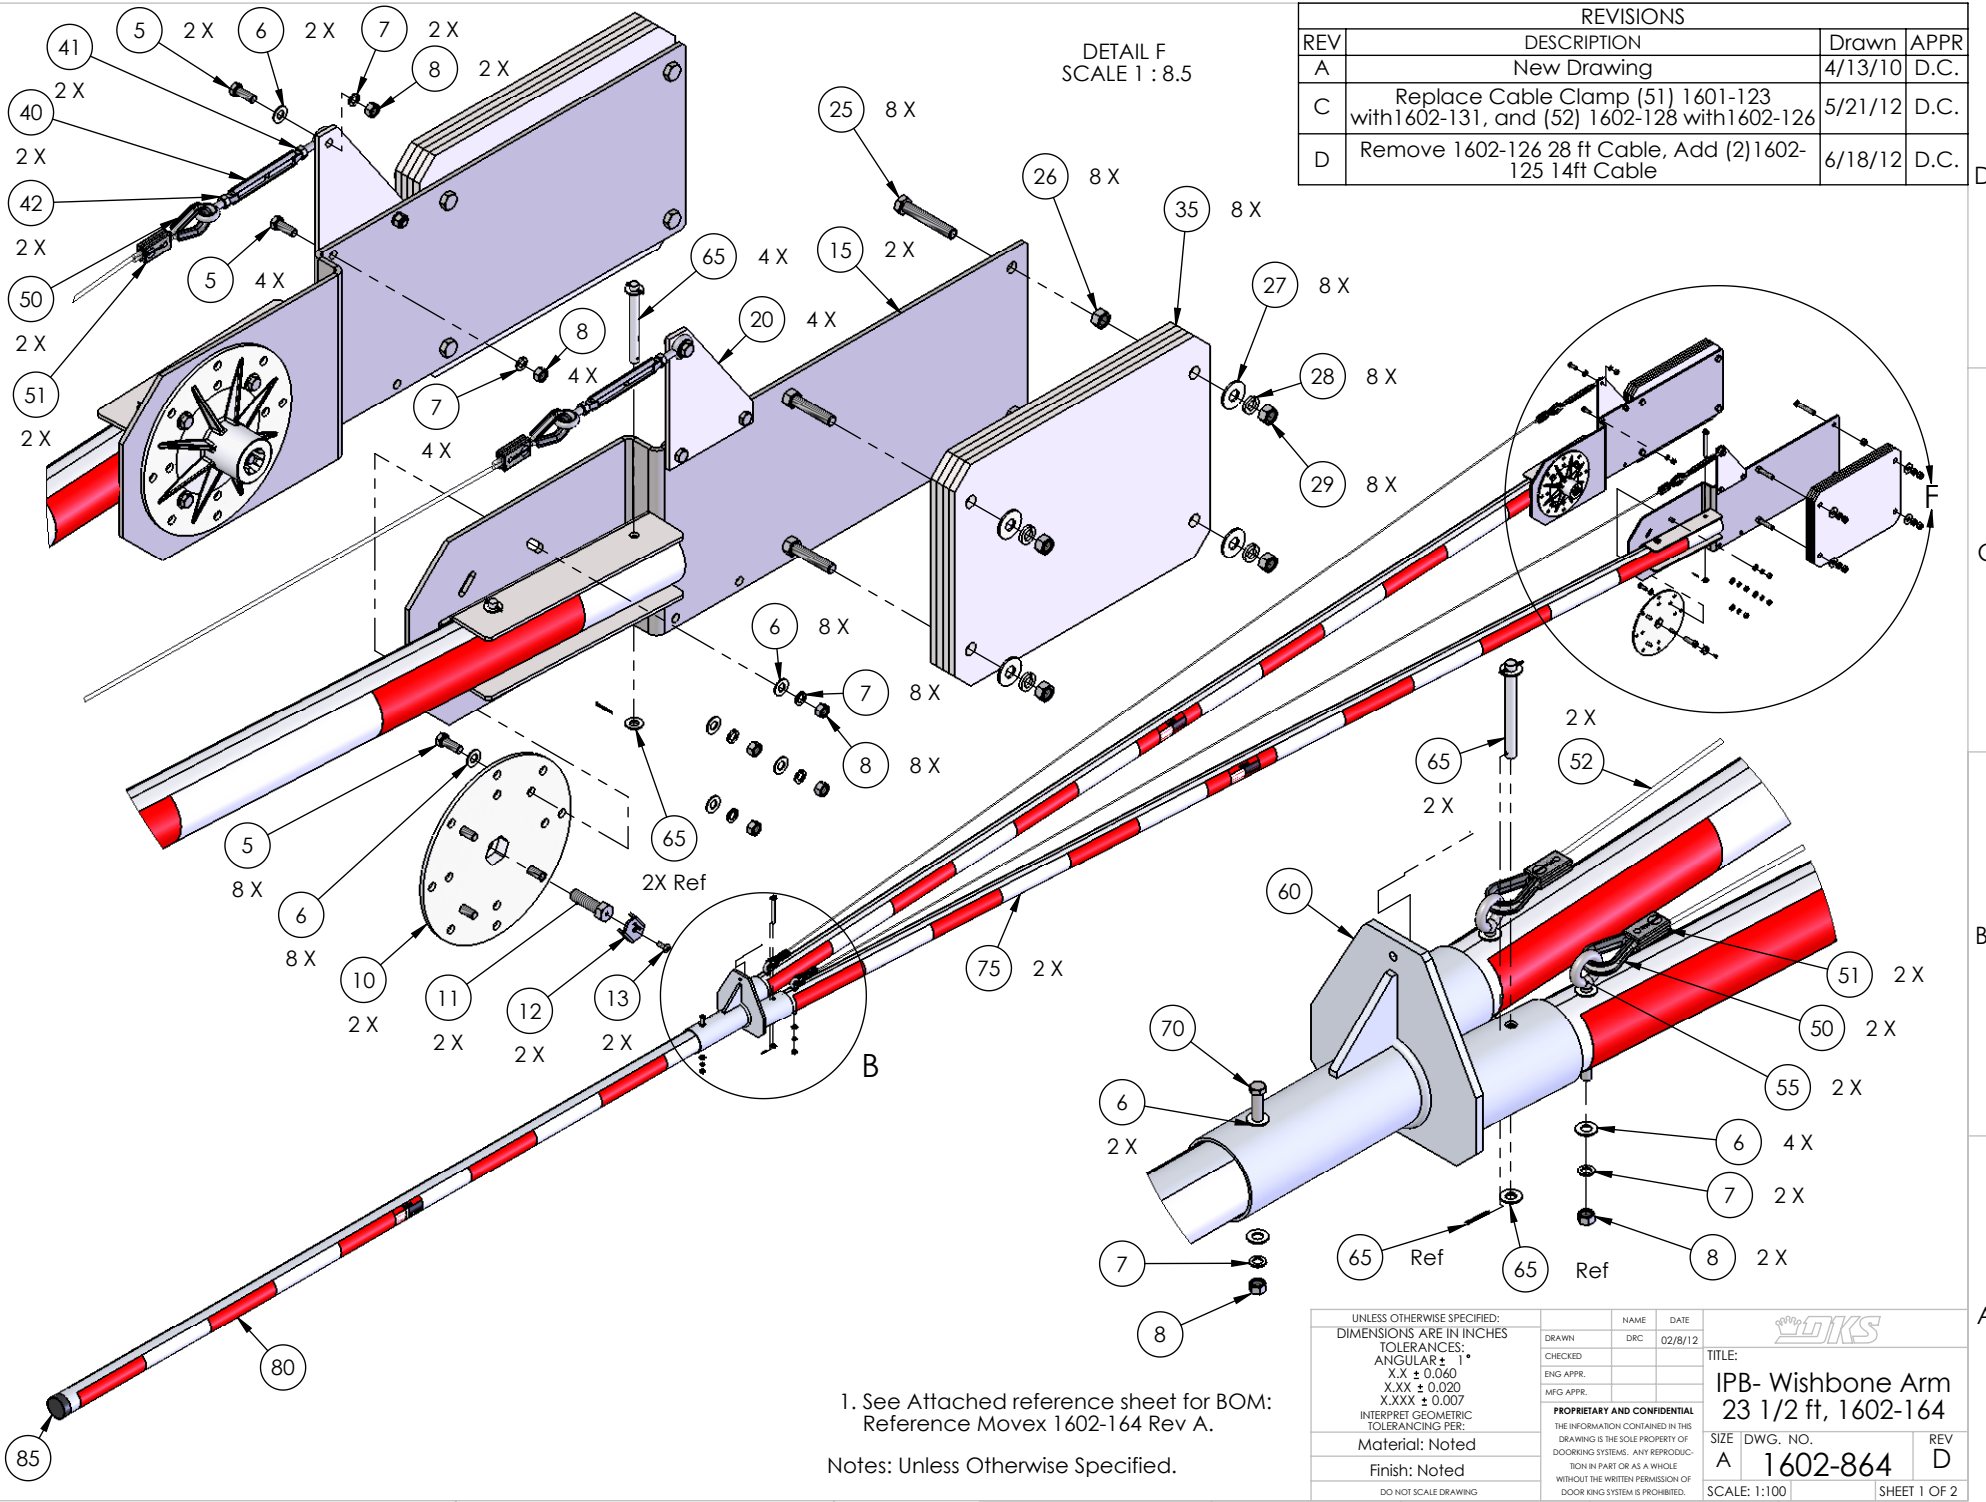 REVISIONS
REV DESCRIPTION Drawn APPR
A New Drawing 4/13/10 D.C.
C Replace Cable Clamp (51) 1601-123
with1602-131, and (52) 1602-128 with1602-126 5/21/12 D.C.
D Remove 1602-126 28 ft Cable, Add (2)1602-
125 14ft Cable 6/18/12 D.C.
DETAIL F
SCALE 1 : 8.5
5 2 X
6 2 X
7 2 X
8 2 X
41
2 X
40
2 X
42
2 X
50
2 X
51
2 X
5 4 X
7
4 X
8
4 X
65 4 X
20 4 X
15 2 X
25 8 X
26 8 X
35 8 X
27 8 X
28 8 X
29 8 X
6 8 X
7 8 X
8 8 X
F
65
2X Ref
5
8 X
6
8 X
10
2 X
11
2 X
12
2 X
13
2 X
B
75 2 X
65
2 X
2 X
52
60
70
6
2 X
51 2 X
50 2 X
55 2 X
6 4 X
7 2 X
8 2 X
7
8
65 Ref
65 Ref
80
85
D
C
B
A
1. See Attached reference sheet for BOM:
Reference Movex 1602-164 Rev A.
Notes: Unless Otherwise Specified.
UNLESS OTHERWISE SPECIFIED:
DIMENSIONS ARE IN INCHES
TOLERANCES:
ANGULAR ± 1°
X.X ± 0.060
X.XX ± 0.020
X.XXX ± 0.007
INTERPRET GEOMETRIC
TOLERANCING PER:
Material: Noted
Finish: Noted
DO NOT SCALE DRAWING
NAME DATE
DRAWN DRC 02/8/12
CHECKED
ENG APPR.
MFG APPR.
PROPRIETARY AND CONFIDENTIAL
THE INFORMATION CONTAINED IN THIS
DRAWING IS THE SOLE PROPERTY OF
DOORKING SYSTEMS. ANY REPRODUC-
TION IN PART OR AS A WHOLE
WITHOUT THE WRITTEN PERMISSION OF
DOOR KING SYSTEM IS PROHIBITED.
DKS
TITLE:
IPB- Wishbone Arm
23 1/2 ft, 1602-164
SIZE DWG. NO. REV
A 1602-864 D
SCALE: 1:100 SHEET 1 OF 2